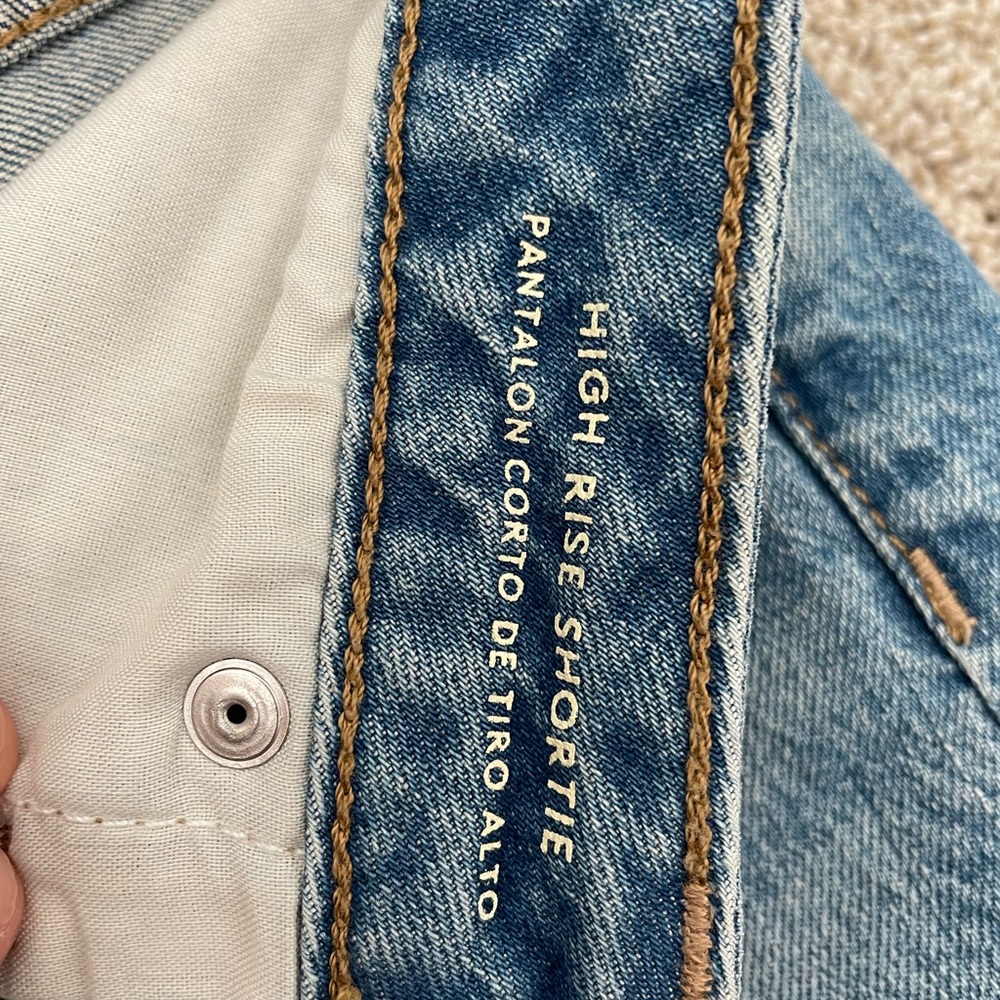 HIGH RISE SHORTIE
PANTALON CORTO DE TIRO ALTO